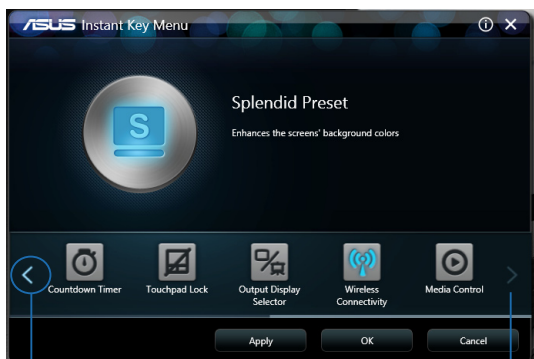 ASUS Instant Key Menu
S
Splendid Preset
Enhances the screens' background colors
Countdown Timer
Touchpad Lock
Output Display
Selector
Wireless
Connectivity
Media Control
Apply
OK
Cancel